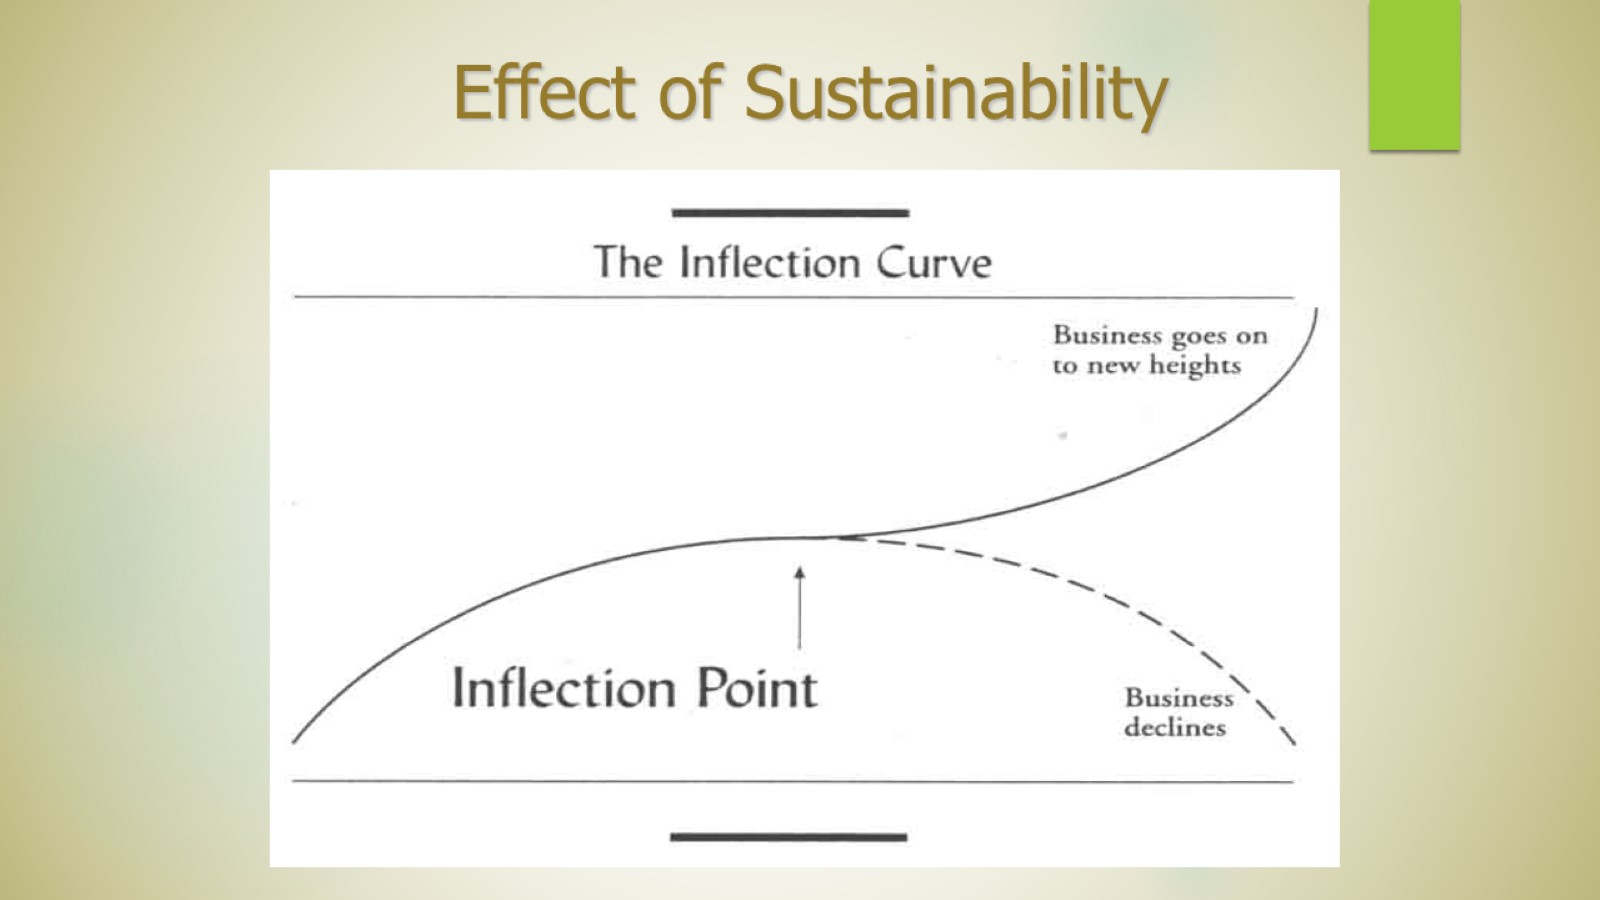 Effect of Sustainability
The Inflection Curve
Business goes on
to new heights
Inflection Point
Business
declines